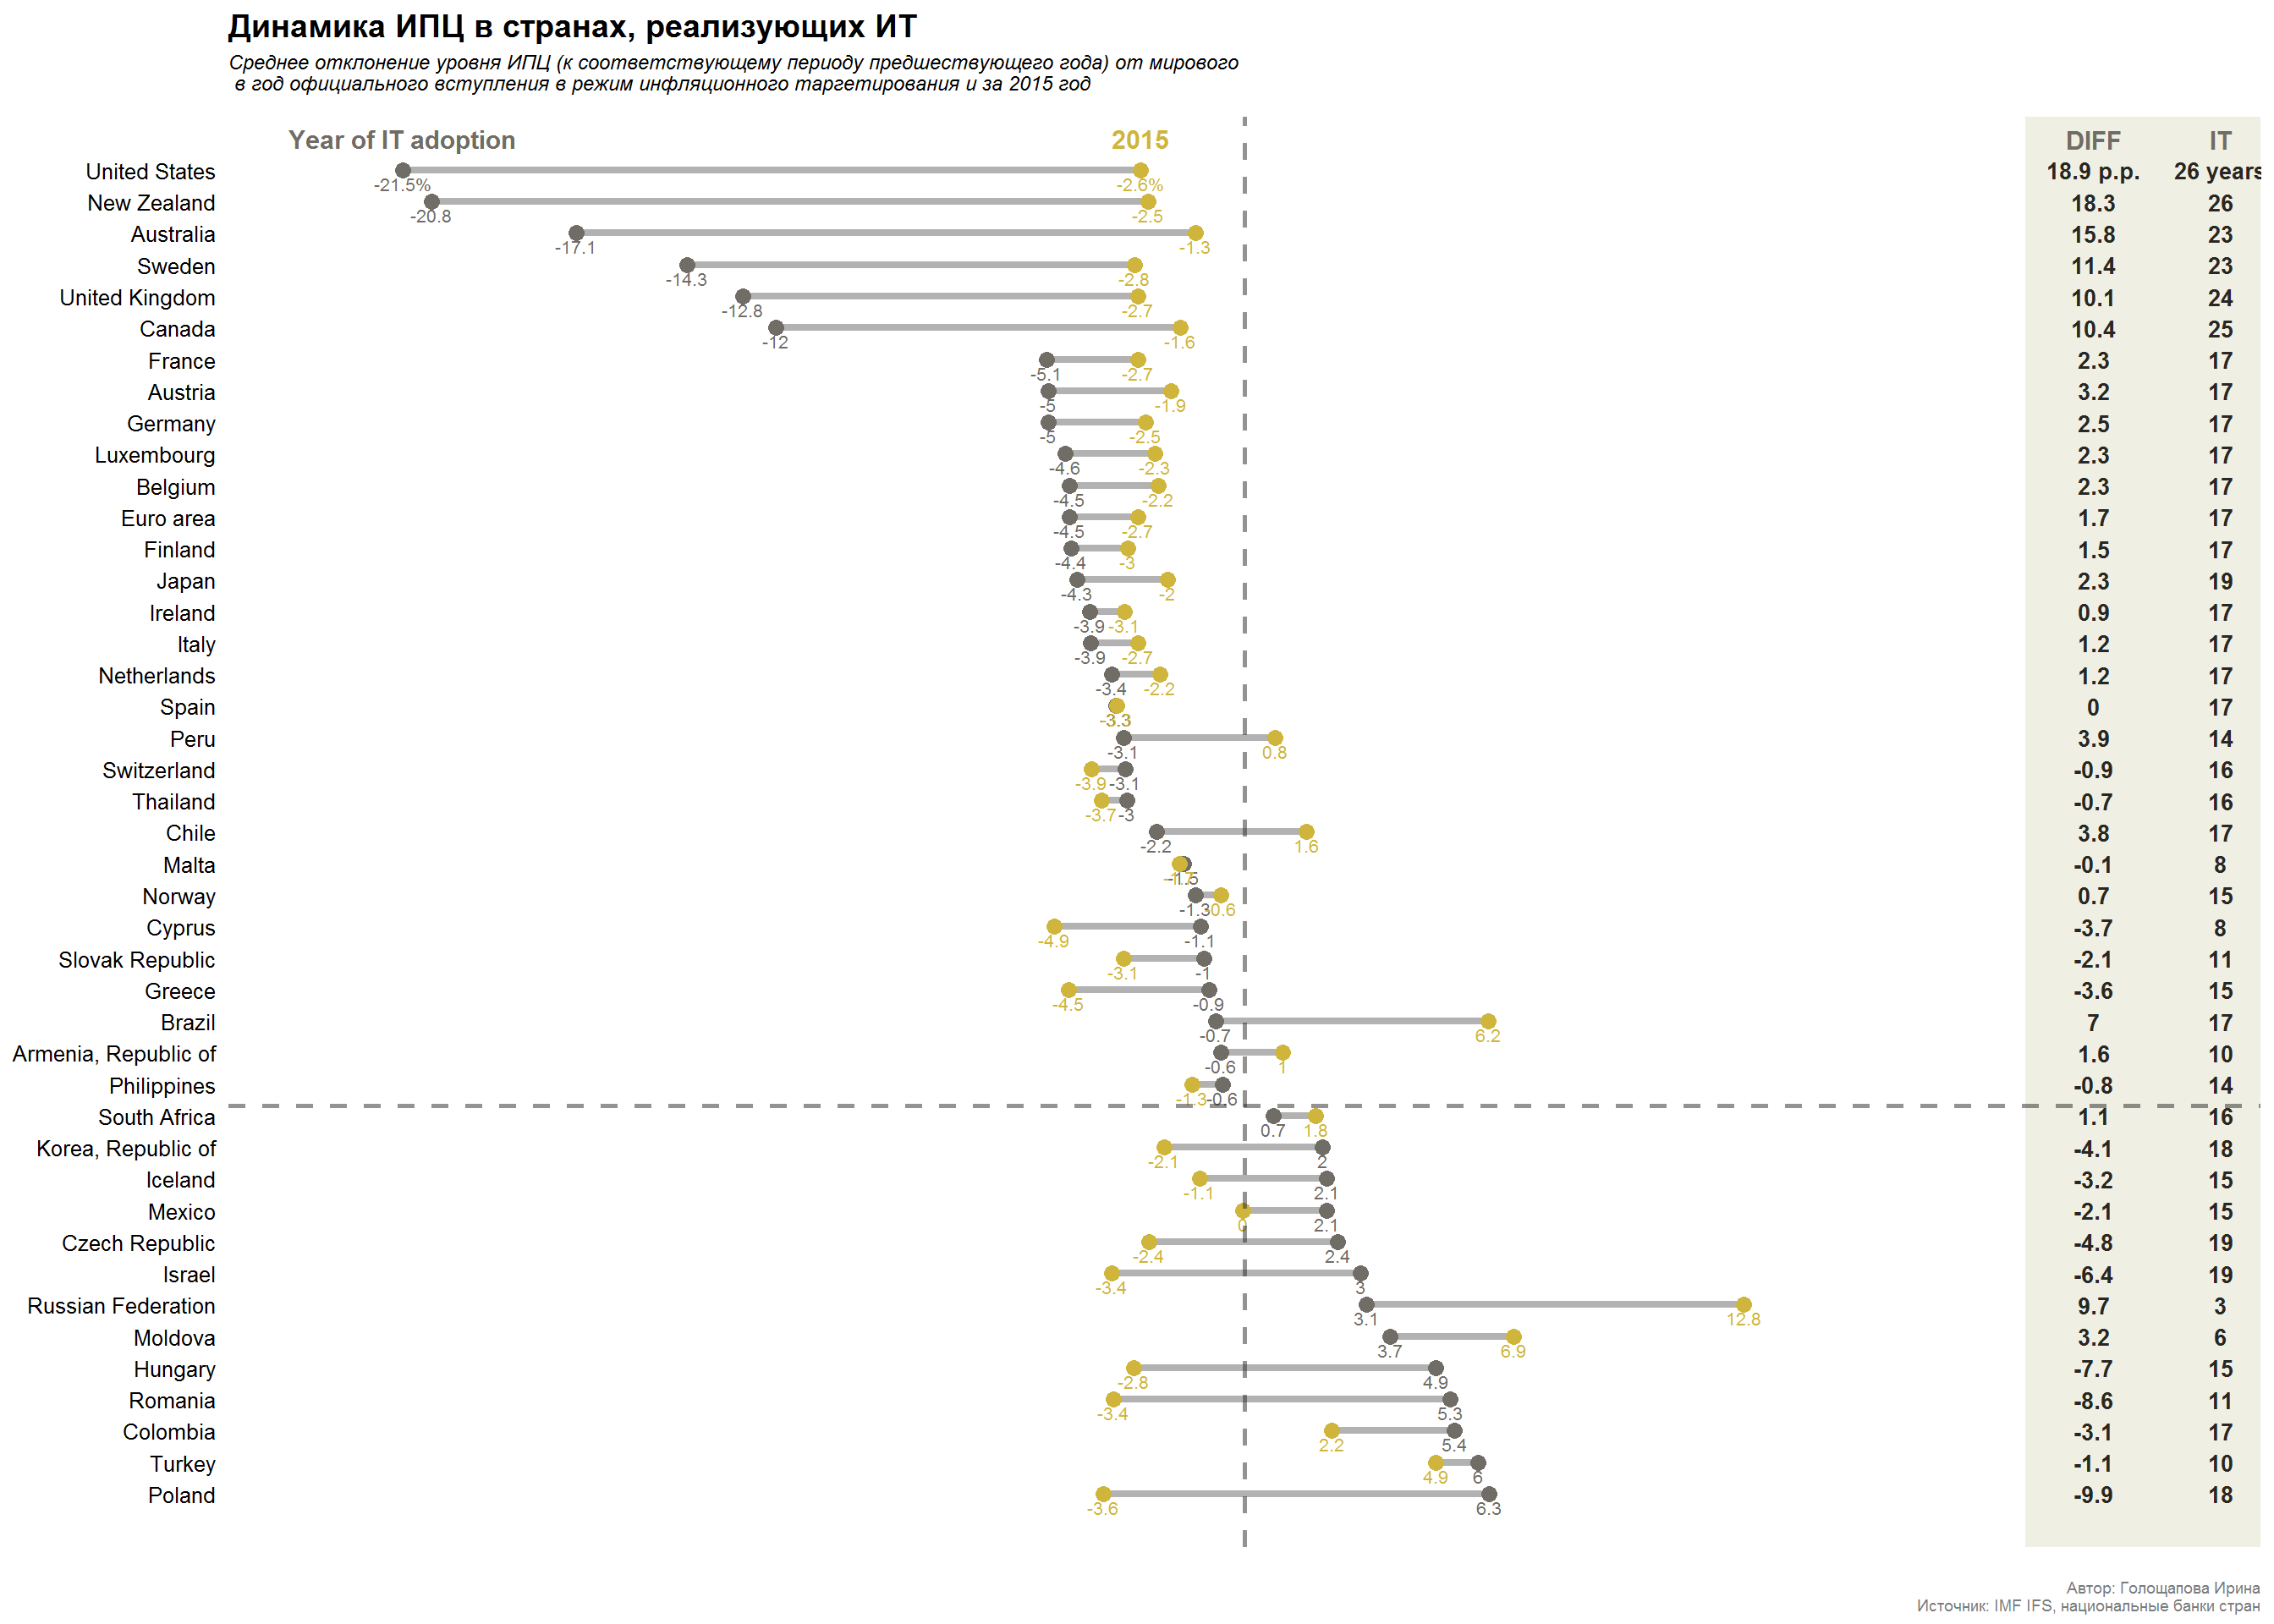 Динамика ИПЦ в странах, реализующих ИТ
Среднее отклонение уровня ИПЦ (к соответствующему периоду предшествующего года) от мирового
в год официального вступления в режим инфляционного таргетирования и за 2015 год
Year of IT adoption 2015 DIFF IT
United States 18.9 p.p. 26 years
-21.5% -2.6%
New Zealand 18.3 26
-20.8 -2.5
Australia 15.8 23
-17.1 -1.3
Sweden 11.4 23
-14.3 -2.8
United Kingdom 10.1 24
-12.8 -2.7
Canada 10.4 25
-12 -1.6
France 2.3 17
-5.1 -2.7
Austria 3.2 17
-5 -1.9
Germany 2.5 17
-5 -2.5
Luxembourg 2.3 17
-4.6 -2.3
Belgium 2.3 17
-4.5 -2.2
Euro area 1.7 17
-4.5 -2.7
Finland 1.5 17
-4.4 -3
Japan 2.3 19
-4.3 -2
Ireland 0.9 17
-3.9 -3.1
Italy 1.2 17
-3.9 -2.7
Netherlands 1.2 17
-3.4 -2.2
Spain 0 17
-3.3
Peru 3.9 14
-3.1 0.8
Switzerland -0.9 16
-3.9 -3.1
Thailand -0.7 16
-3.7 -3
Chile 3.8 17
-2.2 1.6
Malta -0.1 8
-1.5
Norway 0.7 15
-1.3 -0.6
Cyprus -3.7 8
-4.9 -1.1
Slovak Republic -2.1 11
-3.1 -1
Greece -3.6 15
-4.5 -0.9
Brazil 7 17
-0.7 6.2
Armenia, Republic of 1.6 10
-0.6 1
Philippines -0.8 14
-1.3 -0.6
South Africa 1.1 16
0.7 1.8
Korea, Republic of -4.1 18
-2.1 2
Iceland -3.2 15
-1.1 2.1
Mexico -2.1 15
0 2.1
Czech Republic -4.8 19
-2.4 2.4
Israel -6.4 19
-3.4 3
Russian Federation 9.7 3
3.1 12.8
Moldova 3.2 6
3.7 6.9
Hungary -7.7 15
-2.8 4.9
Romania -8.6 11
-3.4 5.3
Colombia -3.1 17
2.2 5.4
Turkey -1.1 10
4.9 6
Poland -9.9 18
-3.6 6.3
Автор: Голощапова Ирина
Источник: IMF IFS, национальные банки стран